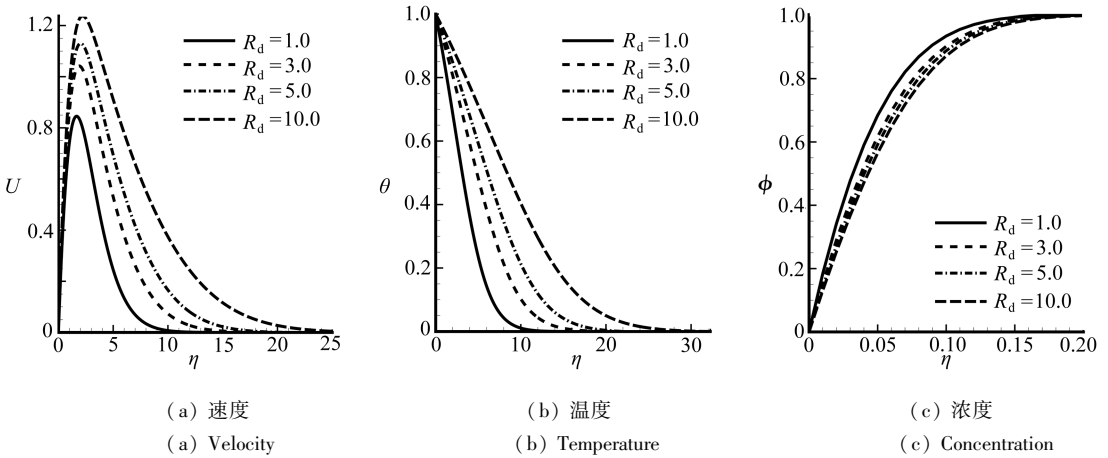 1.2
0.8
0.4
0
U
0 5 10 15 20 25
η
R_d=1.0
R_d=3.0
R_d=5.0
R_d=10.0
(a) 速度
(a) Velocity
1.0
0.8
0.6
0.4
0.2
0
θ
0 10 20 30
η
R_d=1.0
R_d=3.0
R_d=5.0
R_d=10.0
(b) 温度
(b) Temperature
1.0
0.8
0.6
0.4
0.2
0
ϕ
0 0.05 0.10 0.15 0.20
η
R_d=1.0
R_d=3.0
R_d=5.0
R_d=10.0
(c) 浓度
(c) Concentration